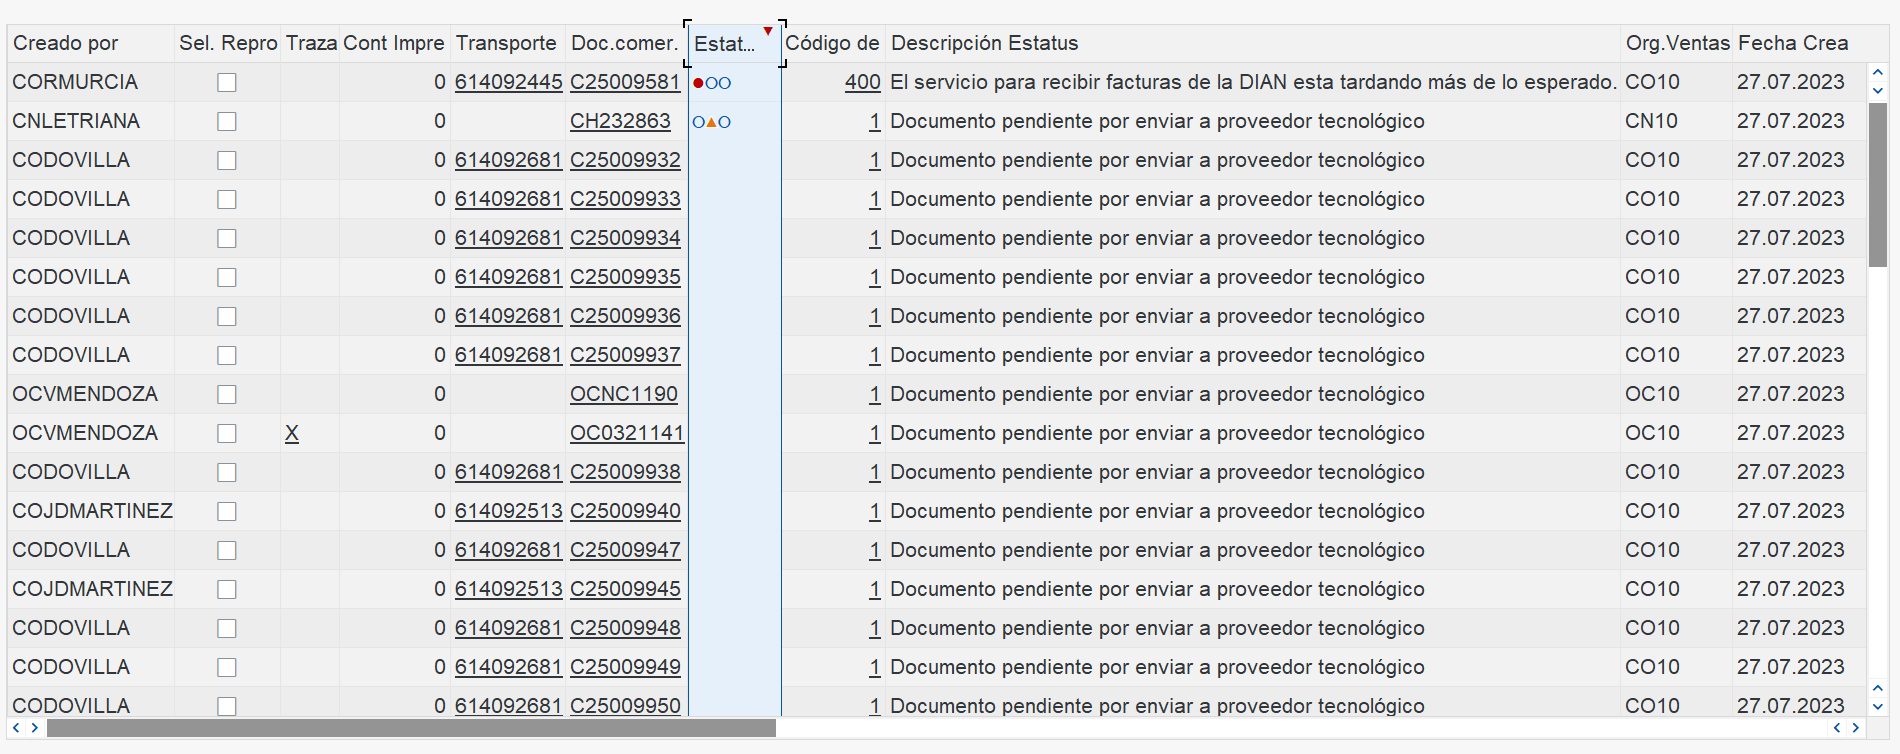 Creado por Sel. Repro Traza Cont Impre Transporte Doc.comer. Estat... Código de Descripción Estatus Org.Ventas Fecha Crea
CORMURCIA 0 614092445 C25009581 400 El servicio para recibir facturas de la DIAN esta tardando más de lo esperado. CO10 27.07.2023
CNLETRIANA 0 CH232863 1 Documento pendiente por enviar a proveedor tecnológico CN10 27.07.2023
CODOVILLA 0 614092681 C25009932 1 Documento pendiente por enviar a proveedor tecnológico CO10 27.07.2023
CODOVILLA 0 614092681 C25009933 1 Documento pendiente por enviar a proveedor tecnológico CO10 27.07.2023
CODOVILLA 0 614092681 C25009934 1 Documento pendiente por enviar a proveedor tecnológico CO10 27.07.2023
CODOVILLA 0 614092681 C25009935 1 Documento pendiente por enviar a proveedor tecnológico CO10 27.07.2023
CODOVILLA 0 614092681 C25009936 1 Documento pendiente por enviar a proveedor tecnológico CO10 27.07.2023
CODOVILLA 0 614092681 C25009937 1 Documento pendiente por enviar a proveedor tecnológico CO10 27.07.2023
OCVMENDOZA 0 OCNC1190 1 Documento pendiente por enviar a proveedor tecnológico OC10 27.07.2023
OCVMENDOZA X 0 OC0321141 1 Documento pendiente por enviar a proveedor tecnológico OC10 27.07.2023
CODOVILLA 0 614092681 C25009938 1 Documento pendiente por enviar a proveedor tecnológico CO10 27.07.2023
COJDMARTINEZ 0 614092513 C25009940 1 Documento pendiente por enviar a proveedor tecnológico CO10 27.07.2023
CODOVILLA 0 614092681 C25009947 1 Documento pendiente por enviar a proveedor tecnológico CO10 27.07.2023
COJDMARTINEZ 0 614092513 C25009945 1 Documento pendiente por enviar a proveedor tecnológico CO10 27.07.2023
CODOVILLA 0 614092681 C25009948 1 Documento pendiente por enviar a proveedor tecnológico CO10 27.07.2023
CODOVILLA 0 614092681 C25009949 1 Documento pendiente por enviar a proveedor tecnológico CO10 27.07.2023
CODOVILLA 0 614092681 C25009950 1 Documento pendiente por enviar a proveedor tecnológico CO10 27.07.2023